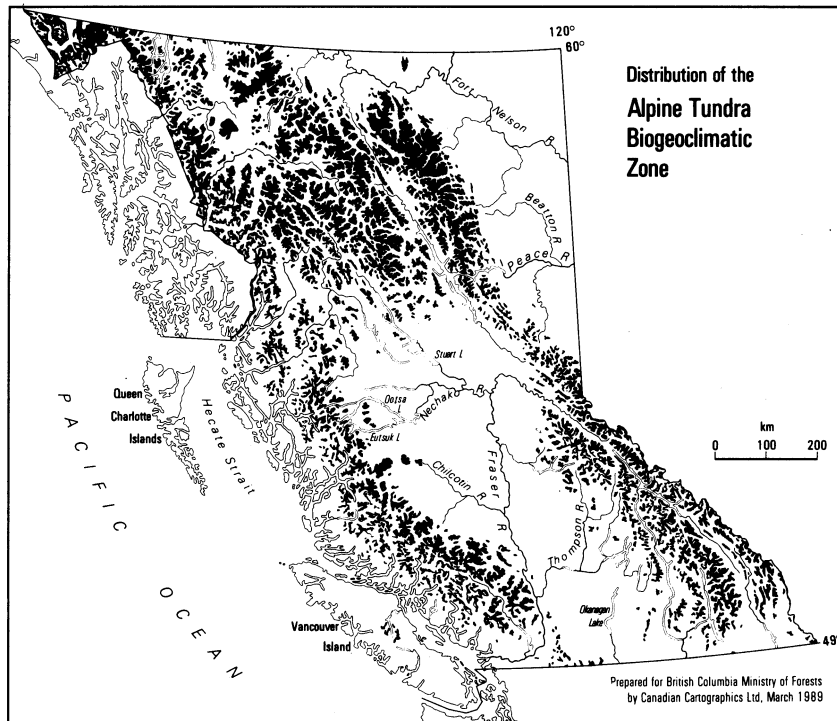 120°
60°
Distribution of the
Alpine Tundra
Biogeoclimatic
Zone
Fort Nelson R.
Beatton R.
Peace R
Stuart L
Ootsa
L
Nechako R.
Eutsuk L
Queen
Charlotte
Islands
Hecate Strait
PACIFIC OCEAN
Chilcotin R
Fraser R
Thompson R
km
0 100 200
Okanagan
Lake
Vancouver
Island
49°
Prepared for British Columbia Ministry of Forests
by Canadian Cartographics Ltd, March 1989